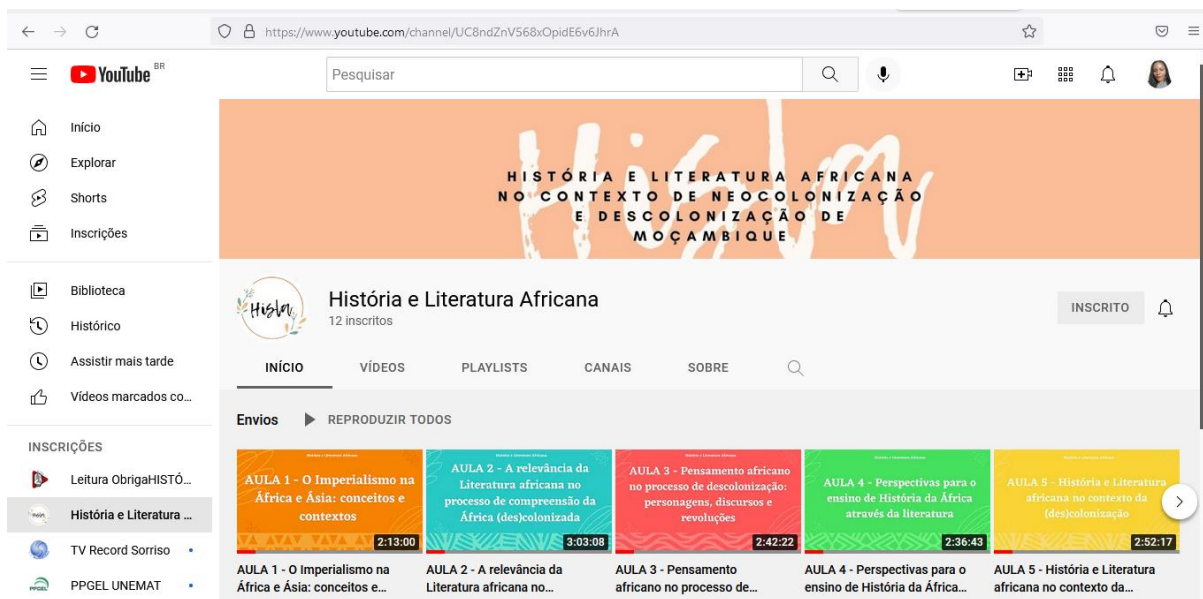 https://www.youtube.com/channel/UC8ndZnV568xOpidE6v6JhrA
YouTube BR
Pesquisar
Início
Explorar
Shorts
Inscrições
Biblioteca
Histórico
Assistir mais tarde
Vídeos marcados co...
INSCRIÇÕES
Leitura ObrigaHISTÓ...
História e Literatura ...
TV Record Sorriso
PPGEL UNEMAT
Hisla
HISTÓRIA E LITERATURA AFRICANA
NO CONTEXTO DE NEOCOLONIZAÇÃO
E DESCOLONIZAÇÃO DE
MOÇAMBIQUE
Hisla
História e Literatura Africana
12 inscritos
INSCRITO
INÍCIO VÍDEOS PLAYLISTS CANAIS SOBRE
Envios REPRODUZIR TODOS
AULA 1 - O Imperialismo na
África e Ásia: conceitos e
contextos
2:13:00
AULA 1 - O Imperialismo na
África e Ásia: conceitos e...
AULA 2 - A relevância da
Literatura africana no
processo de compreensão da
África (des)colonizada
3:03:08
AULA 2 - A relevância da
Literatura africana no...
AULA 3 - Pensamento africano
no processo de descolonização:
personagens, discursos e
revoluções
2:42:22
AULA 3 - Pensamento
africano no processo de...
AULA 4 - Perspectivas para o
ensino de História da África
através da literatura
2:36:43
AULA 4 - Perspectivas para o
ensino de História da África...
AULA 5 - História e Literatura
africana no contexto da
(des)colonização
2:52:17
AULA 5 - História e Literatura
africana no contexto da...